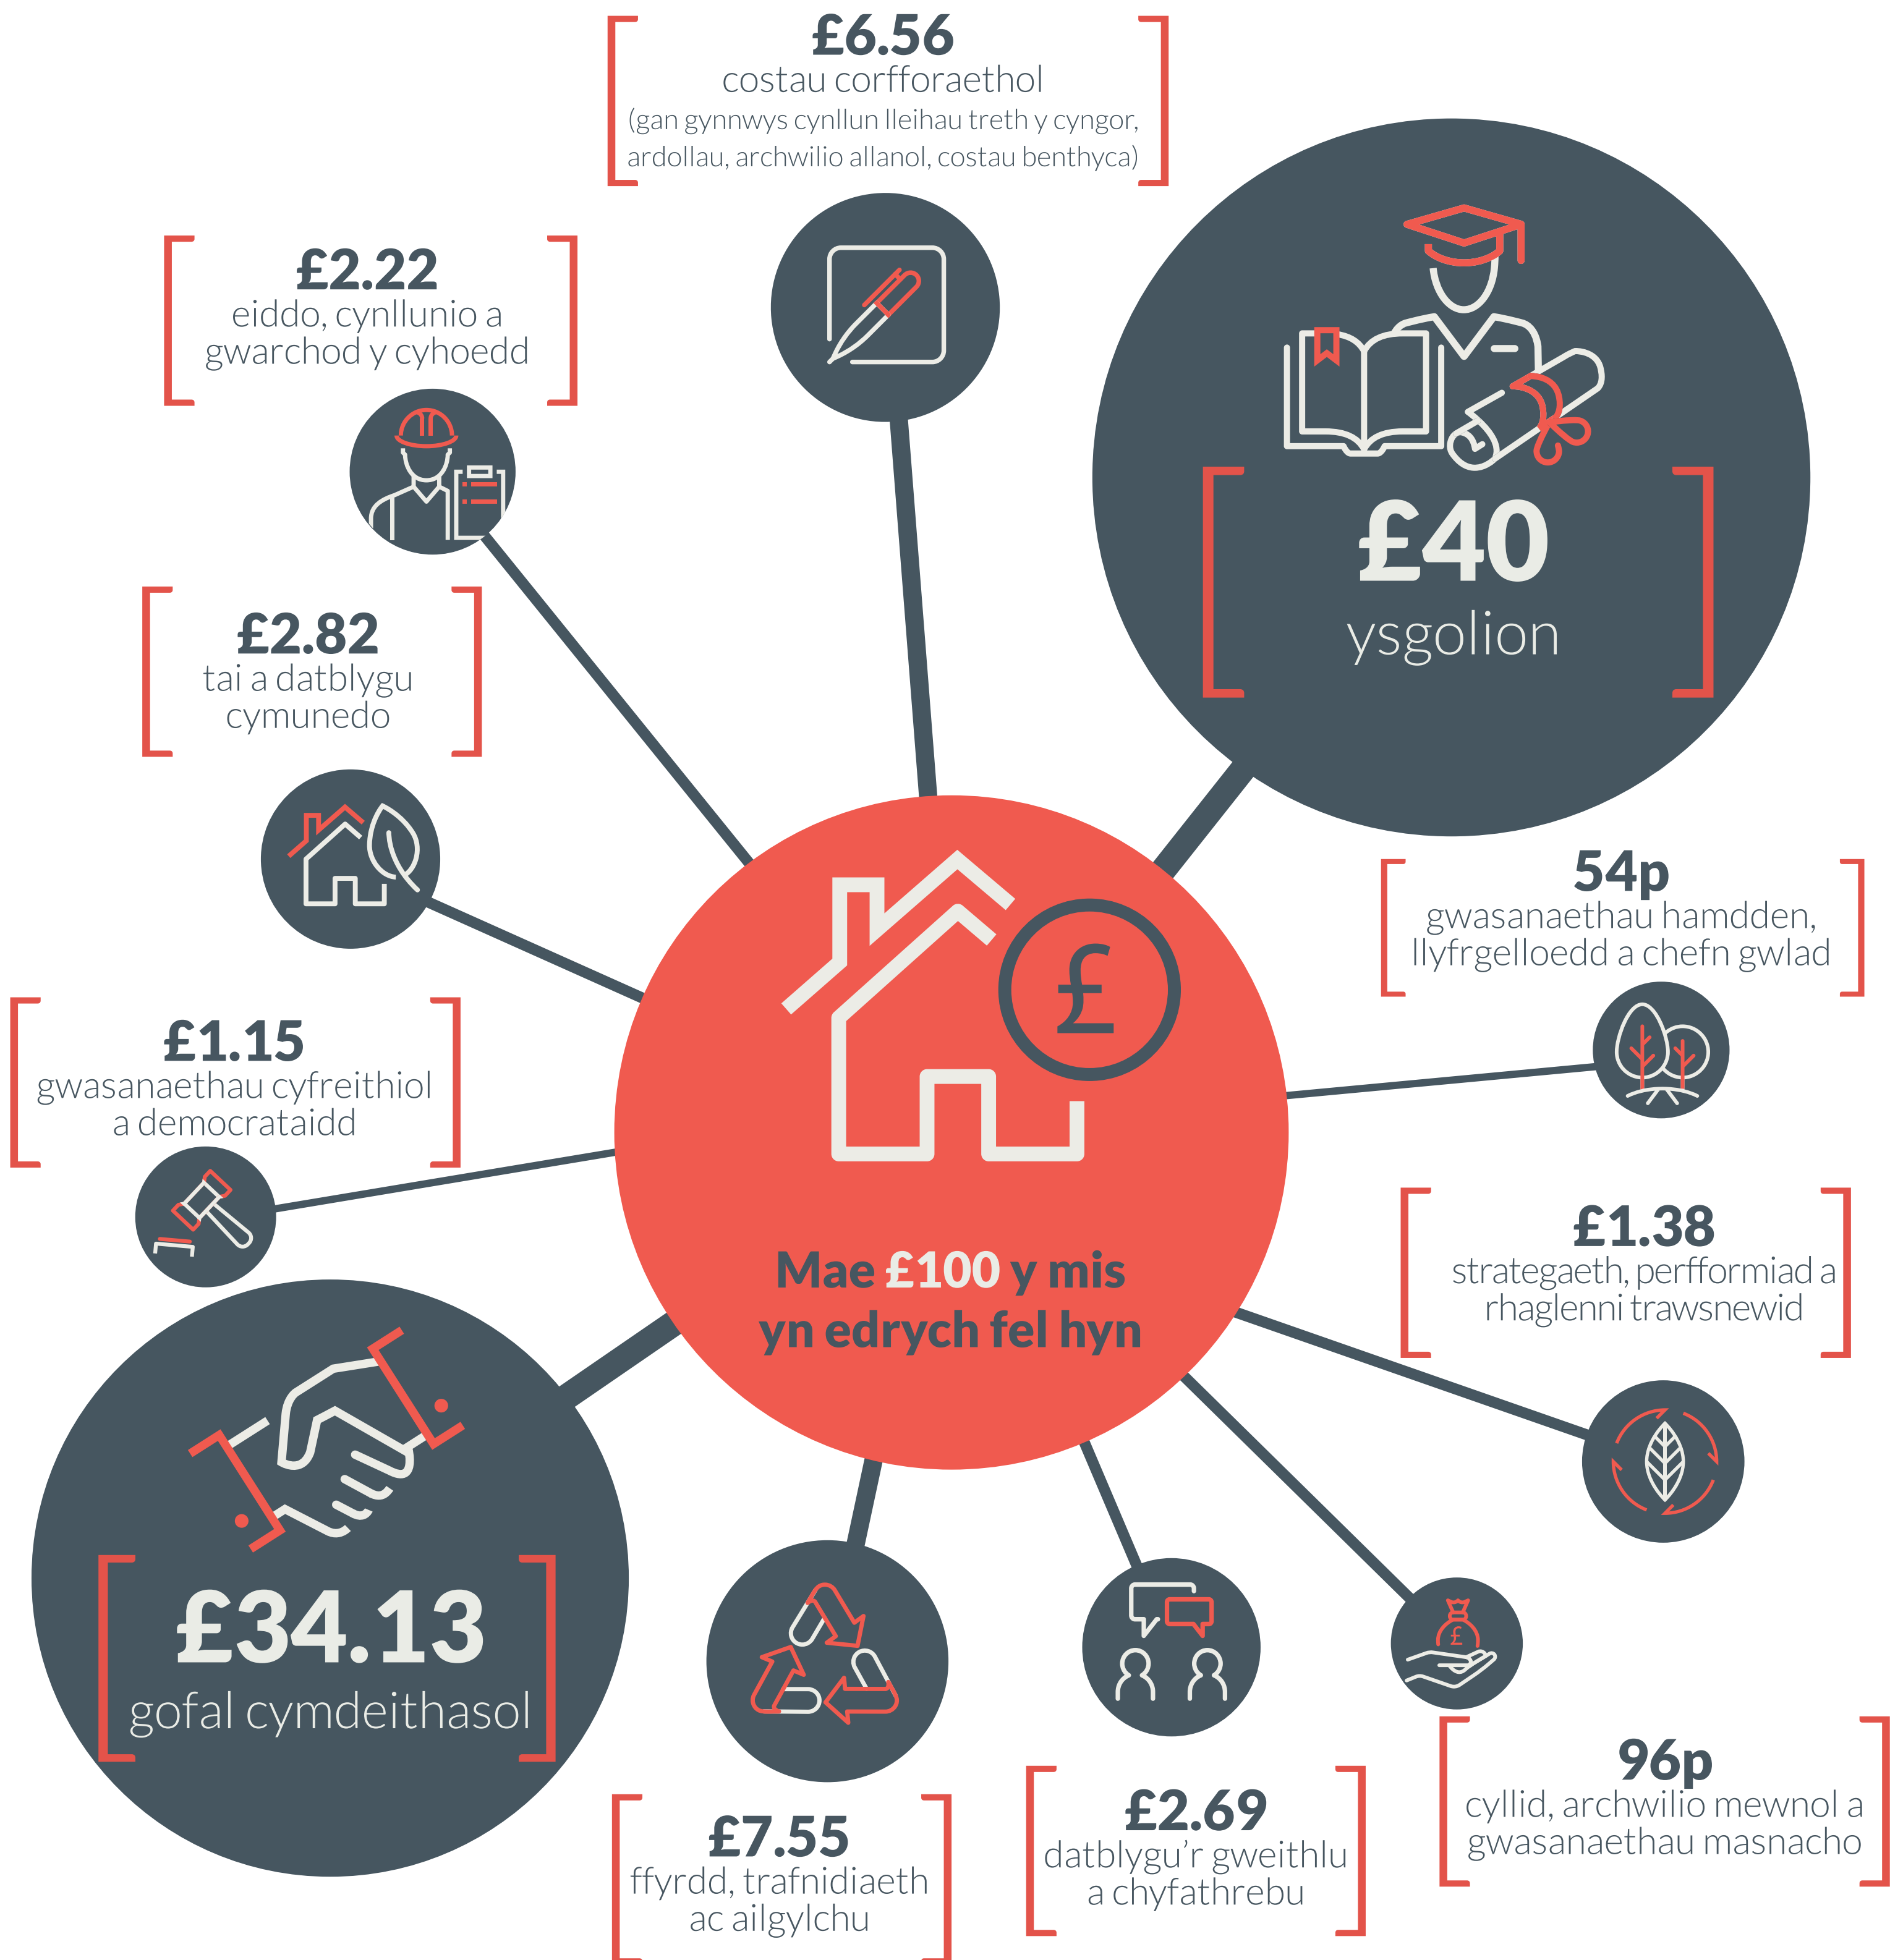 £6.56
costau corfforaethol
(gan gynnwys cynllun lleihau treth y cyngor,
ardollau, archwilio allanol, costau benthyca)
£2.22
eiddo, cynllunio a
gwarchod y cyhoedd
£40
ysgolion
£2.82
tai a datblygu
cymunedo
54p
gwasanaethau hamdden,
llyfrgelloedd a chefn gwlad
£
£1.15
gwasanaethau cyfreithiol
a democrataidd
£1.38
strategaeth, perfformiad a
rhaglenni trawsnewid
Mae £100 y mis
yn edrych fel hyn
£34.13
gofal cymdeithasol
£
96p
cyllid, archwilio mewnol a
gwasanaethau masnacho
£2.69
datblygu’r gweithlu
a chyfathrebu
£7.55
ffyrdd, trafnidiaeth
ac ailgylchu